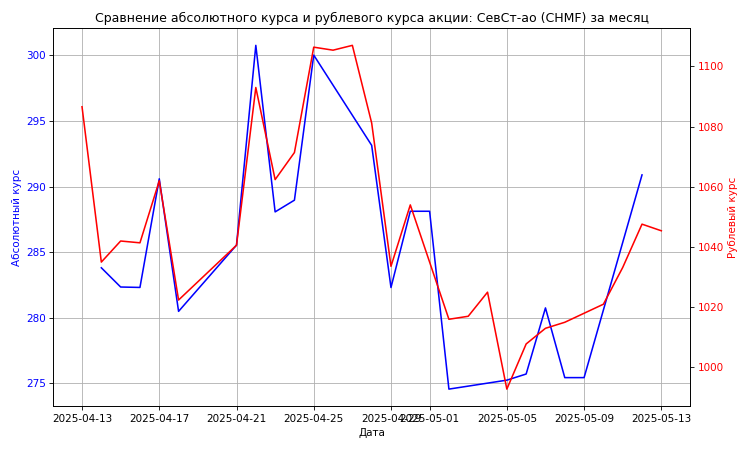 Сравнение абсолютного курса и рублевого курса акции: СевСт-ао (CHMF) за месяц
300
295
290
285
280
275
Абсолютный курс
1100
1080
1060
1040
1020
1000
Рублевый курс
2025-04-13 2025-04-17 2025-04-21 2025-04-25 2025-04-29 2025-05-01 2025-05-05 2025-05-09 2025-05-13
Дата